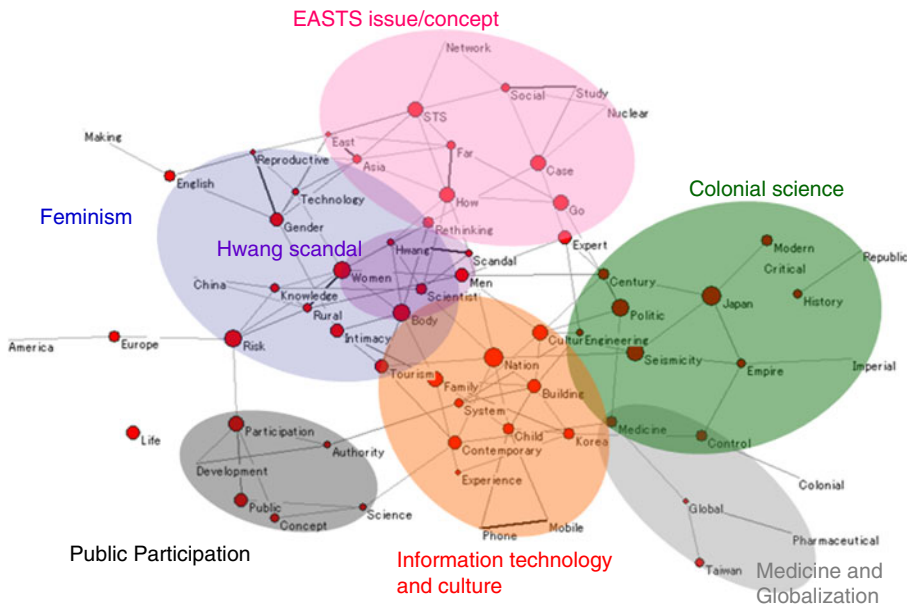 EASTS issue/concept
Network
Social
Study
Nuclear
STS
Making
East
Far
Reproductive
Asia
Case
English
Technology
How
Go
Colonial science
Feminism
Gender
Rethinking
Hwang scandal
Hwang
Expert
Modern
Scandal
Republic
Critical
Women
Men
Century
China
Knowledge
Scientist
Japan
History
Rural
Body
Politic
Intimacy
Cultur
Engineering
America
Europe
Risk
Nation
Seismicity
Tourism
Empire
Imperial
Family
Building
System
Participation
Child
Korea
Medicine
Control
Life
Authority
Contemporary
Development
Experience
Colonial
Public
Science
Global
Concept
Phone
Mobile
Pharmaceutical
Public Participation
Information technology
and culture
Taiwan
Medicine and
Globalization